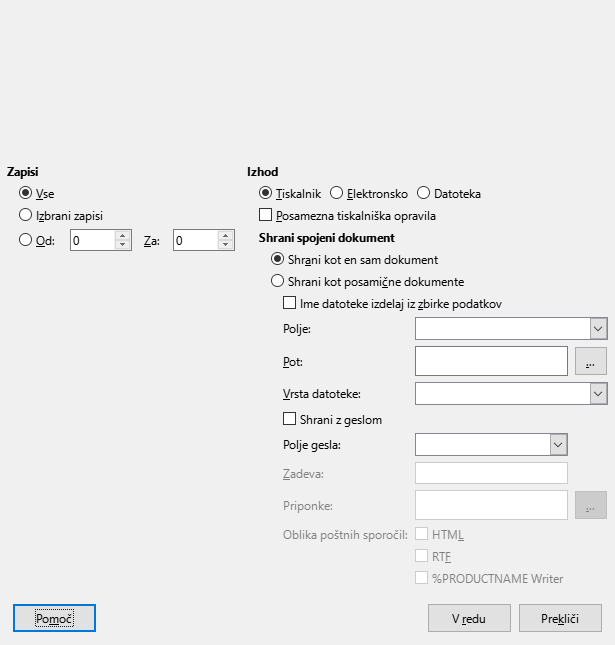 Zapisi
Vse
Izbrani zapisi
Od: 0 Za: 0
Izhod
Tiskalnik Elektronsko Datoteka
Posamezna tiskalniška opravila
Shrani spojeni dokument
Shrani kot en sam dokument
Shrani kot posamične dokumente
Ime datoteke izdelaj iz zbirke podatkov
Polje:
Pot: ...
Vrsta datoteke:
Shrani z geslom
Polje gesla:
Zadeva:
Priponke: ...
Oblika poštnih sporočil: HTML
RTF
%PRODUCTNAME Writer
Pomoč V redu Prekliči